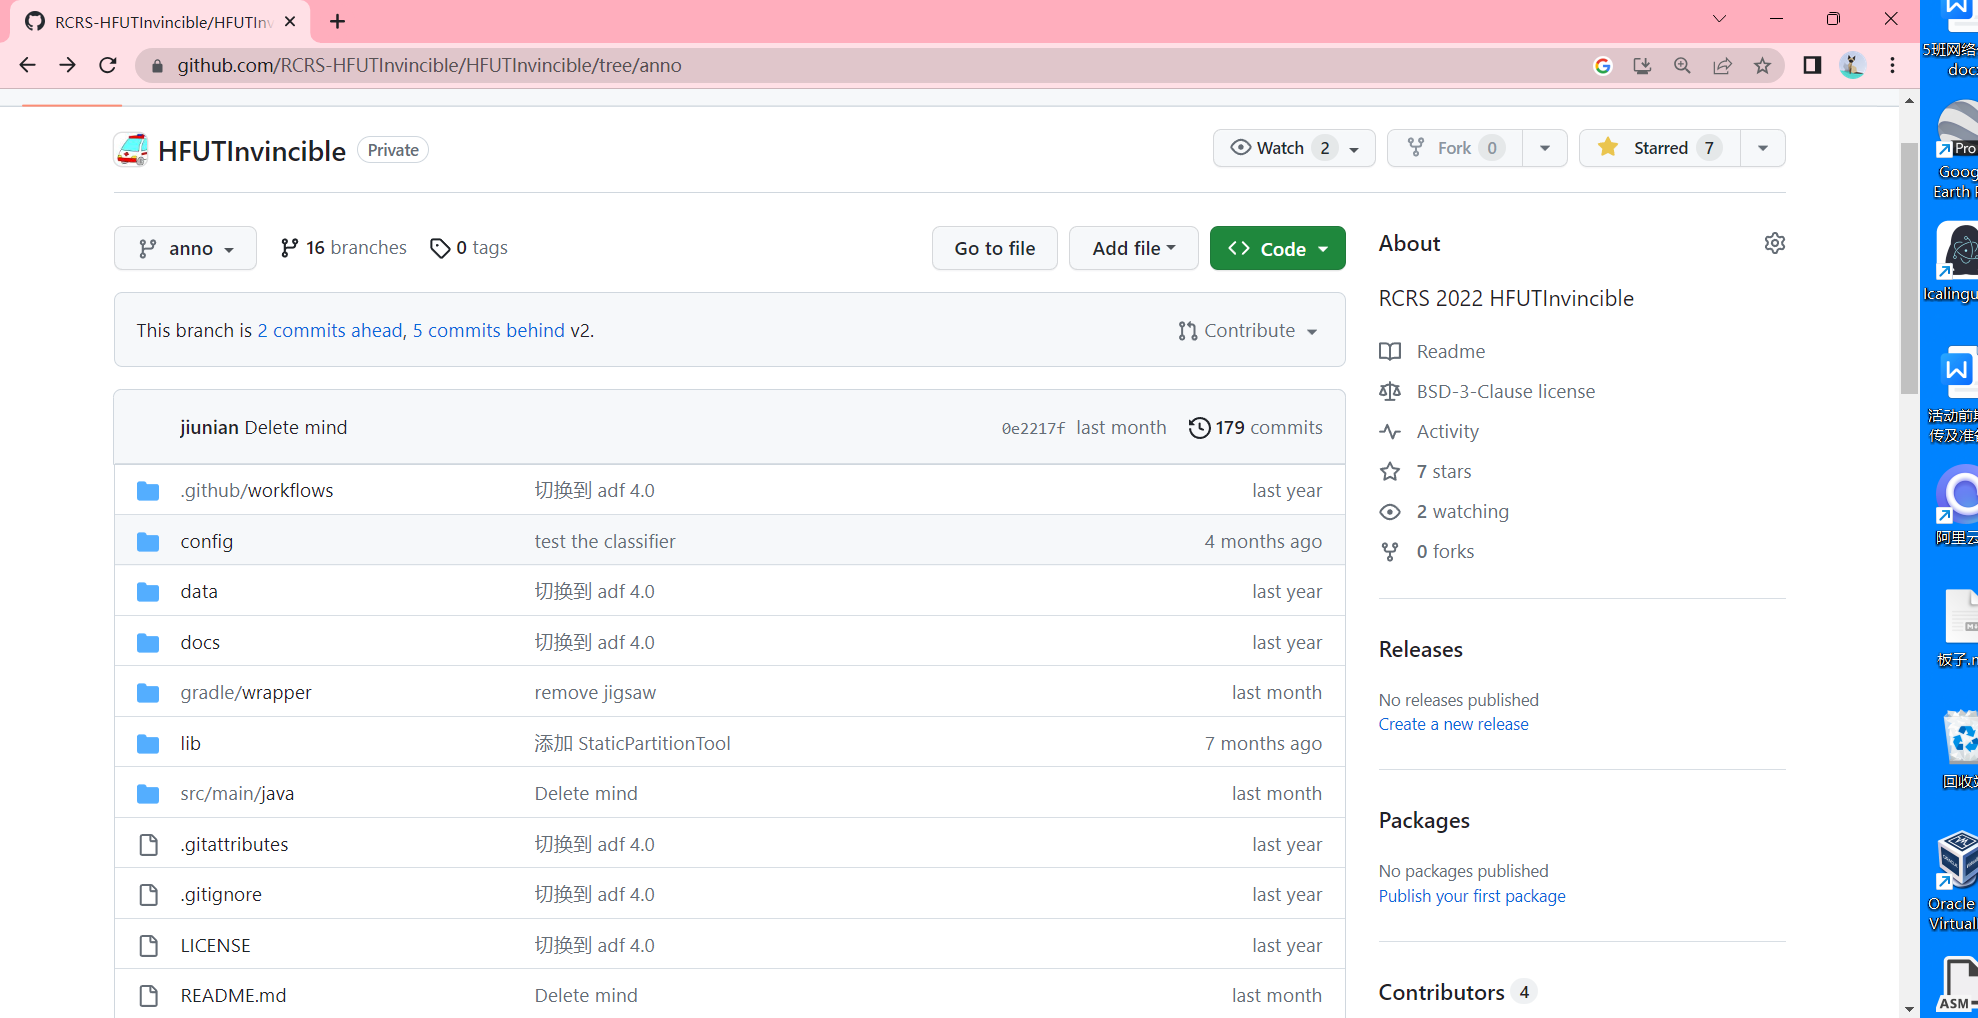 RCRS-HFUTInvincible/HFUTInv
github.com/RCRS-HFUTInvincible/HFUTInvincible/tree/anno
HFUTInvincible Private
Watch 2
Fork 0
Starred 7
anno
16 branches
0 tags
Go to file
Add file
Code
This branch is 2 commits ahead, 5 commits behind v2.
Contribute
jiunian Delete mind
0e2217f last month
179 commits
.github/workflows 切换到 adf 4.0 last year
config test the classifier 4 months ago
data 切换到 adf 4.0 last year
docs 切换到 adf 4.0 last year
gradle/wrapper remove jigsaw last month
lib 添加 StaticPartitionTool 7 months ago
src/main/java Delete mind last month
.gitattributes 切换到 adf 4.0 last year
.gitignore 切换到 adf 4.0 last year
LICENSE 切换到 adf 4.0 last year
README.md Delete mind last month
About
RCRS 2022 HFUTInvincible
Readme
BSD-3-Clause license
Activity
7 stars
2 watching
0 forks
Releases
No releases published
Create a new release
Packages
No packages published
Publish your first package
Contributors 4
5班网络
doc
Pro
Goog
Earth P
Icalingu
活动前期
传及准备
阿里云
板子.m
回收站
Oracle
Virtual
ASM